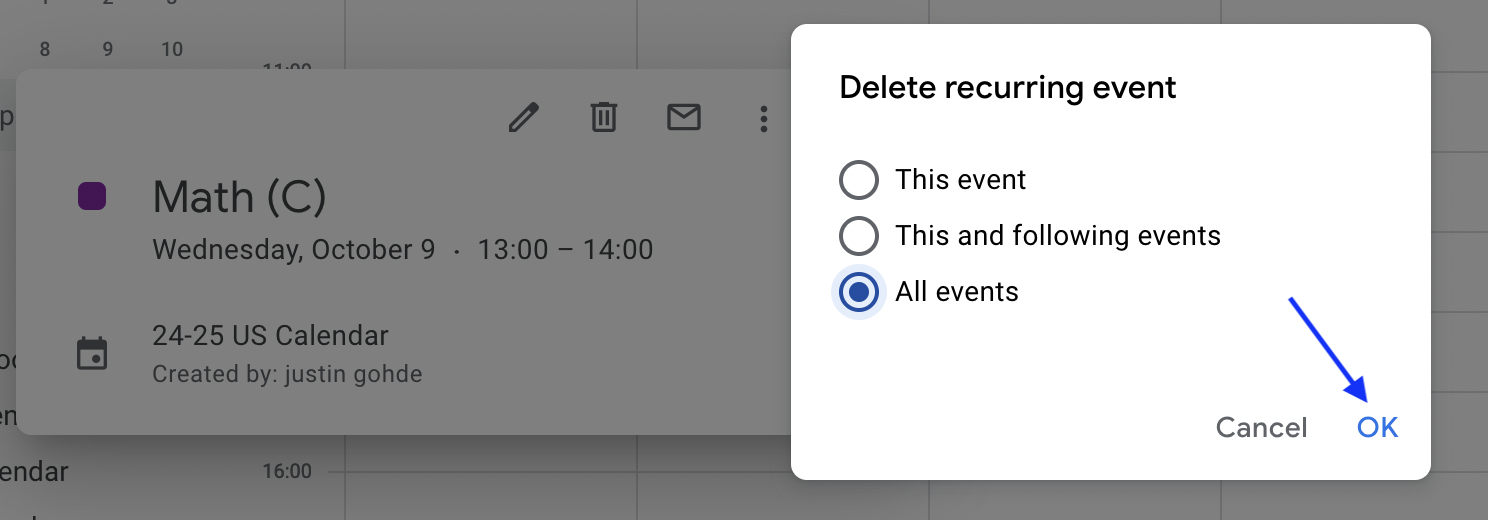 8 9 10
11:00
Math (C)
Wednesday, October 9 · 13:00 – 14:00
24-25 US Calendar
Created by: justin gohde
endar
16:00
Delete recurring event
This event
This and following events
All events
Cancel OK